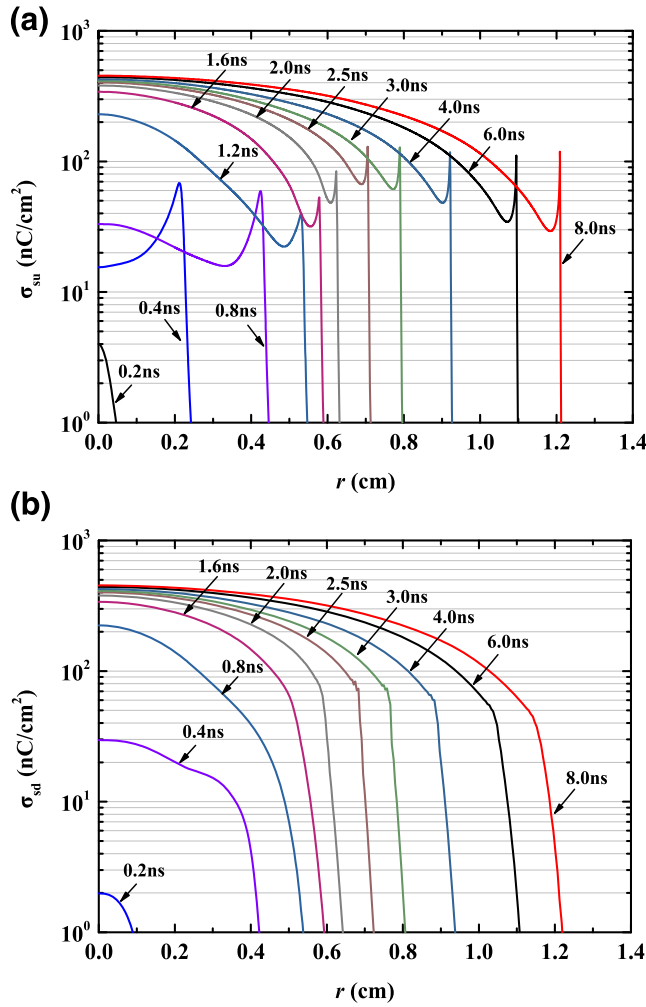 (a)
10³
1.6ns
2.0ns
2.5ns
3.0ns
4.0ns
6.0ns
10²
1.2ns
σsu (nC/cm²)
8.0ns
10¹
0.4ns
0.8ns
0.2ns
10⁰
0.0 0.2 0.4 0.6 0.8 1.0 1.2 1.4
r (cm)
(b)
10³
1.6ns
2.0ns
2.5ns
3.0ns
4.0ns
6.0ns
10²
0.8ns
σsd (nC/cm²)
0.4ns
8.0ns
10¹
0.2ns
10⁰
0.0 0.2 0.4 0.6 0.8 1.0 1.2 1.4
r (cm)